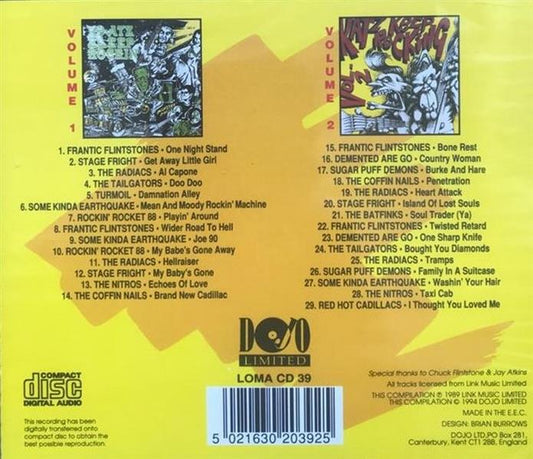 VOLUME 1
1. FRANTIC FLINTSTONES • One Night Stand
2. STAGE FRIGHT • Get Away Little Girl
3. THE RADIACS • Al Capone
4. THE TAILGATORS • Doo Doo
5. TURMOIL • Damnation Alley
6. SOME KINDA EARTHQUAKE • Mean And Moody Rockin' Machine
7. ROCKIN' ROCKET 88 • Playin' Around
8. FRANTIC FLINTSTONES • Wider Road To Hell
9. SOME KINDA EARTHQUAKE • Joe 90
10. ROCKIN' ROCKET 88 • My Babe's Gone Away
11. THE RADIACS • Hellraiser
12. STAGE FRIGHT • My Baby's Gone
13. THE NITROS • Echoes Of Love
14. THE COFFIN NAILS • Brand New Cadillac
VOLUME 2
KEEP
ROCKING
VOL. 2
15. FRANTIC FLINTSTONES • Bone Rest
16. DEMENTED ARE GO • Country Woman
17. SUGAR PUFF DEMONS • Burke And Hare
18. THE COFFIN NAILS • Penetration
19. THE RADIACS • Heart Attack
20. STAGE FRIGHT • Island Of Lost Souls
21. THE BATFINKS • Soul Trader (Ya)
22. FRANTIC FLINTSTONES • Twisted Retard
23. DEMENTED ARE GO • One Sharp Knife
24. THE TAILGATORS • Bought You Diamonds
25. THE RADIACS • Tramps
26. SUGAR PUFF DEMONS • Family In A Suitcase
27. SOME KINDA EARTHQUAKE • Washin' Your Hair
28. THE NITROS • Taxi Cab
29. RED HOT CADILLACS • I Thought You Loved Me
DOJO
LIMITED
LOMA CD 39
5 021630 203925
COMPACT
disc
DIGITAL AUDIO
This recording has been
digitally transferred onto
compact disc to obtain the
best possible reproduction.
Special thanks to Chuck Flintstone & Jay Atkins
All tracks licensed from Link Music Limited
THIS COMPILATION ℗ 1989 LINK MUSIC LIMITED
THIS COMPILATION © 1994 DOJO LIMITED
MADE IN THE E.E.C.
DESIGN: BRIAN BURROWS
DOJO LTD.PO Box 281,
Canterbury, Kent CT1 2BB, England